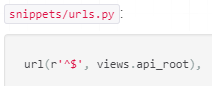 snippets/urls.py:
url(r'^$', views.api_root),